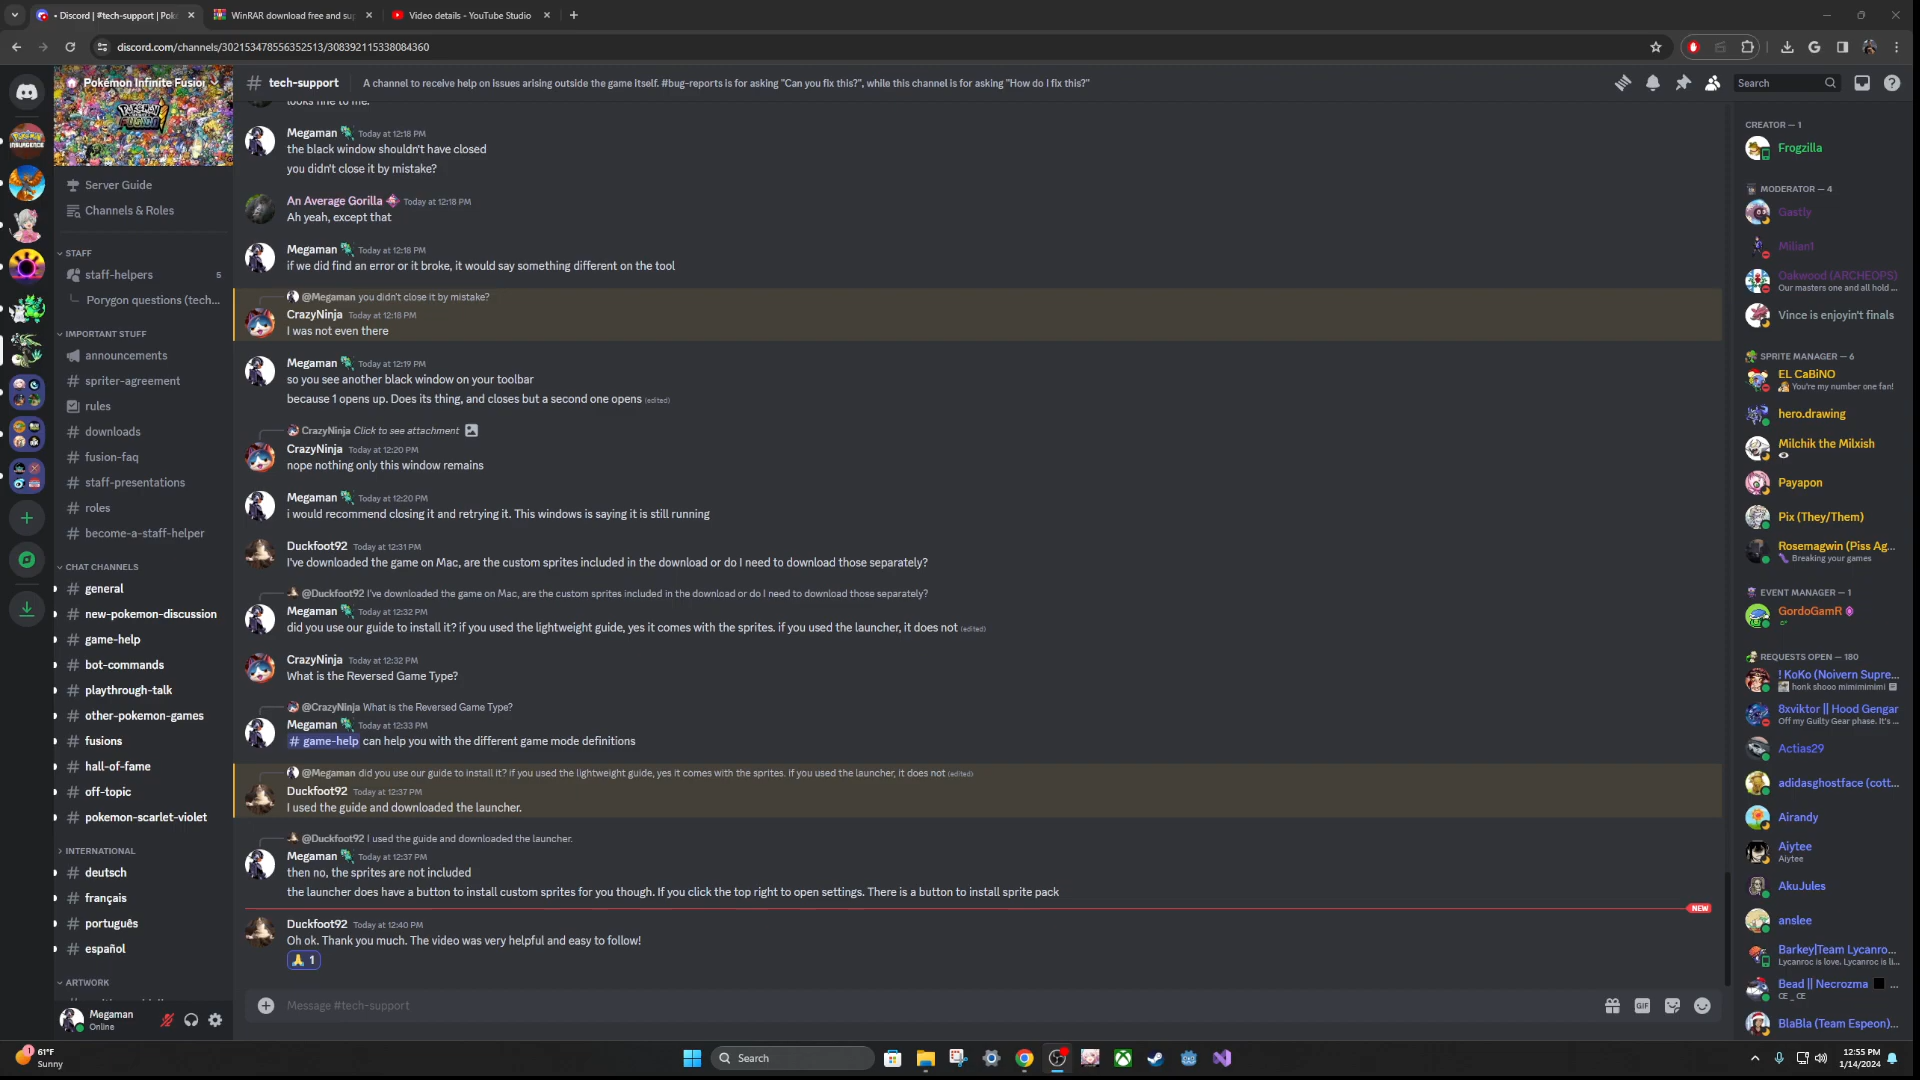 • Discord | #tech-support | Pok
WinRAR download free and sup
Video details - YouTube Studio
discord.com/channels/302153478556352513/308392115338084360
Pokémon Infinite Fusion
# tech-support
A channel to receive help on issues arising outside the game itself. #bug-reports is for asking "Can you fix this?", while this channel is for asking "How do I fix this?"
Search
Server Guide
Channels & Roles
STAFF
staff-helpers
5
Porygon questions (tech...
IMPORTANT STUFF
announcements
# spriter-agreement
rules
# downloads
# fusion-faq
# staff-presentations
# roles
# become-a-staff-helper
CHAT CHANNELS
# general
# new-pokemon-discussion
# game-help
# bot-commands
# playthrough-talk
# other-pokemon-games
# fusions
# hall-of-fame
# off-topic
# pokemon-scarlet-violet
INTERNATIONAL
# deutsch
# français
# português
# español
ARTWORK
Megaman
Online
looks fine to me.
Megaman Today at 12:18 PM
the black window shouldn't have closed
you didn't close it by mistake?
An Average Gorilla Today at 12:18 PM
Ah yeah, except that
Megaman Today at 12:18 PM
if we did find an error or it broke, it would say something different on the tool
@Megaman you didn't close it by mistake?
CrazyNinja Today at 12:18 PM
I was not even there
Megaman Today at 12:19 PM
so you see another black window on your toolbar
because 1 opens up. Does its thing, and closes but a second one opens (edited)
CrazyNinja Click to see attachment
CrazyNinja Today at 12:20 PM
nope nothing only this window remains
Megaman Today at 12:20 PM
i would recommend closing it and retrying it. This windows is saying it is still running
Duckfoot92 Today at 12:31 PM
I've downloaded the game on Mac, are the custom sprites included in the download or do I need to download those separately?
@Duckfoot92 I've downloaded the game on Mac, are the custom sprites included in the download or do I need to download those separately?
Megaman Today at 12:32 PM
did you use our guide to install it? if you used the lightweight guide, yes it comes with the sprites. if you used the launcher, it does not (edited)
CrazyNinja Today at 12:32 PM
What is the Reversed Game Type?
@CrazyNinja What is the Reversed Game Type?
Megaman Today at 12:33 PM
# game-help can help you with the different game mode definitions
@Megaman did you use our guide to install it? if you used the lightweight guide, yes it comes with the sprites. if you used the launcher, it does not (edited)
Duckfoot92 Today at 12:37 PM
I used the guide and downloaded the launcher.
@Duckfoot92 I used the guide and downloaded the launcher.
Megaman Today at 12:37 PM
then no, the sprites are not included
the launcher does have a button to install custom sprites for you though. If you click the top right to open settings. There is a button to install sprite pack
NEW
Duckfoot92 Today at 12:40 PM
Oh ok. Thank you much. The video was very helpful and easy to follow!
🙏 1
Message #tech-support
GIF
CREATOR — 1
Frogzilla
MODERATOR — 4
Gastly
Milian1
Oakwood (ARCHEOPS)
Our masters one and all hold ...
Vince is enjoyin't finals
SPRITE MANAGER — 6
EL CaBiNO
You're my number one fan!
hero.drawing
Milchik the Milxish
Payapon
Pix (They/Them)
Rosemagwin (Piss Ag...
Breaking your games
EVENT MANAGER — 1
GordoGamR
REQUESTS OPEN — 180
! KoKo (Noivern Supre...
honk shooo mimimimimi
8xviktor || Hood Gengar
Off my Guilty Gear phase. It's ...
Actias29
adidasghostface (cott...
Airandy
Aiytee
Aiytee
AkuJules
anslee
Barkey|Team Lycanro...
Lycanroc is love. Lycanroc is li...
Bead || Necrozma ...
Œ _ Œ
BlaBla (Team Espeon)...
1
61°F
Sunny
Search
12:55 PM
1/14/2024